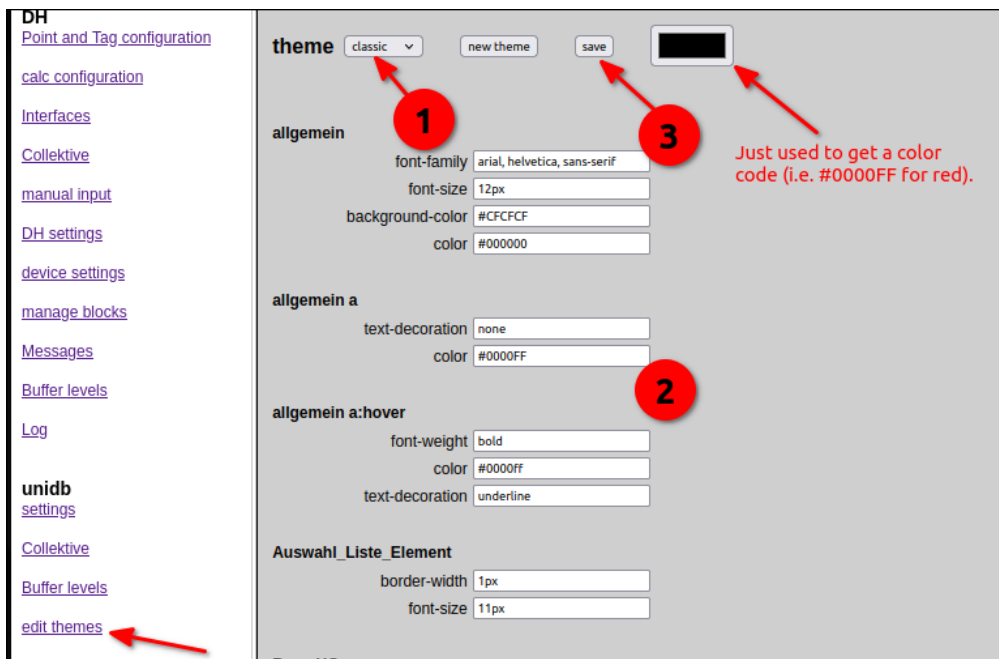 DH
Point and Tag configuration
calc configuration
Interfaces
Collektive
manual input
DH settings
device settings
manage blocks
Messages
Buffer levels
Log
unidb
settings
Collektive
Buffer levels
edit themes
theme classic new theme save
1
3
Just used to get a color
code (i.e. #0000FF for red).
allgemein
font-family arial, helvetica, sans-serif
font-size 12px
background-color #CFCFCF
color #000000
allgemein a
text-decoration none
color #0000FF
2
allgemein a:hover
font-weight bold
color #0000ff
text-decoration underline
Auswahl_Liste_Element
border-width 1px
font-size 11px